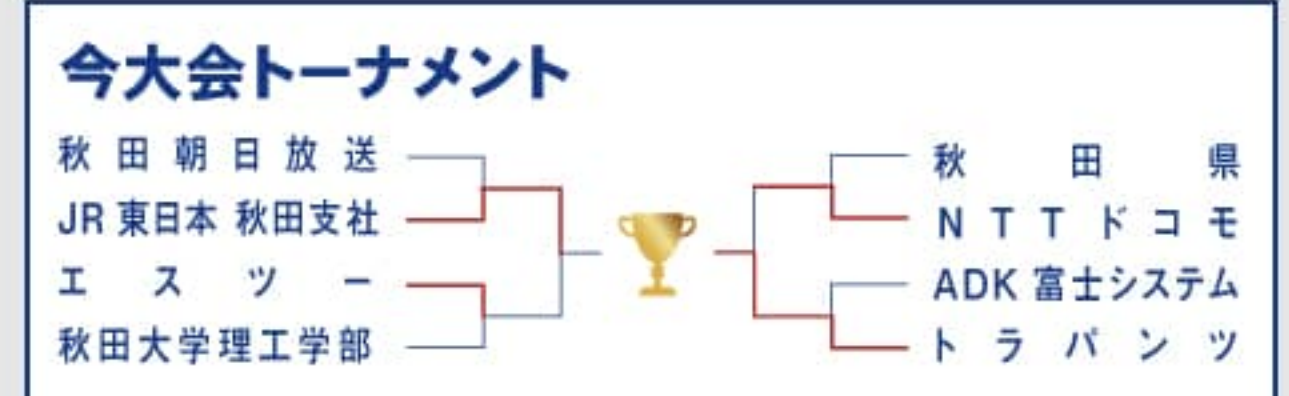 今大会トーナメント
秋田朝日放送
JR東日本 秋田支社
エスツー
秋田大学理工学部
秋田県
NTTドコモ
ADK富士システム
トラパンツ